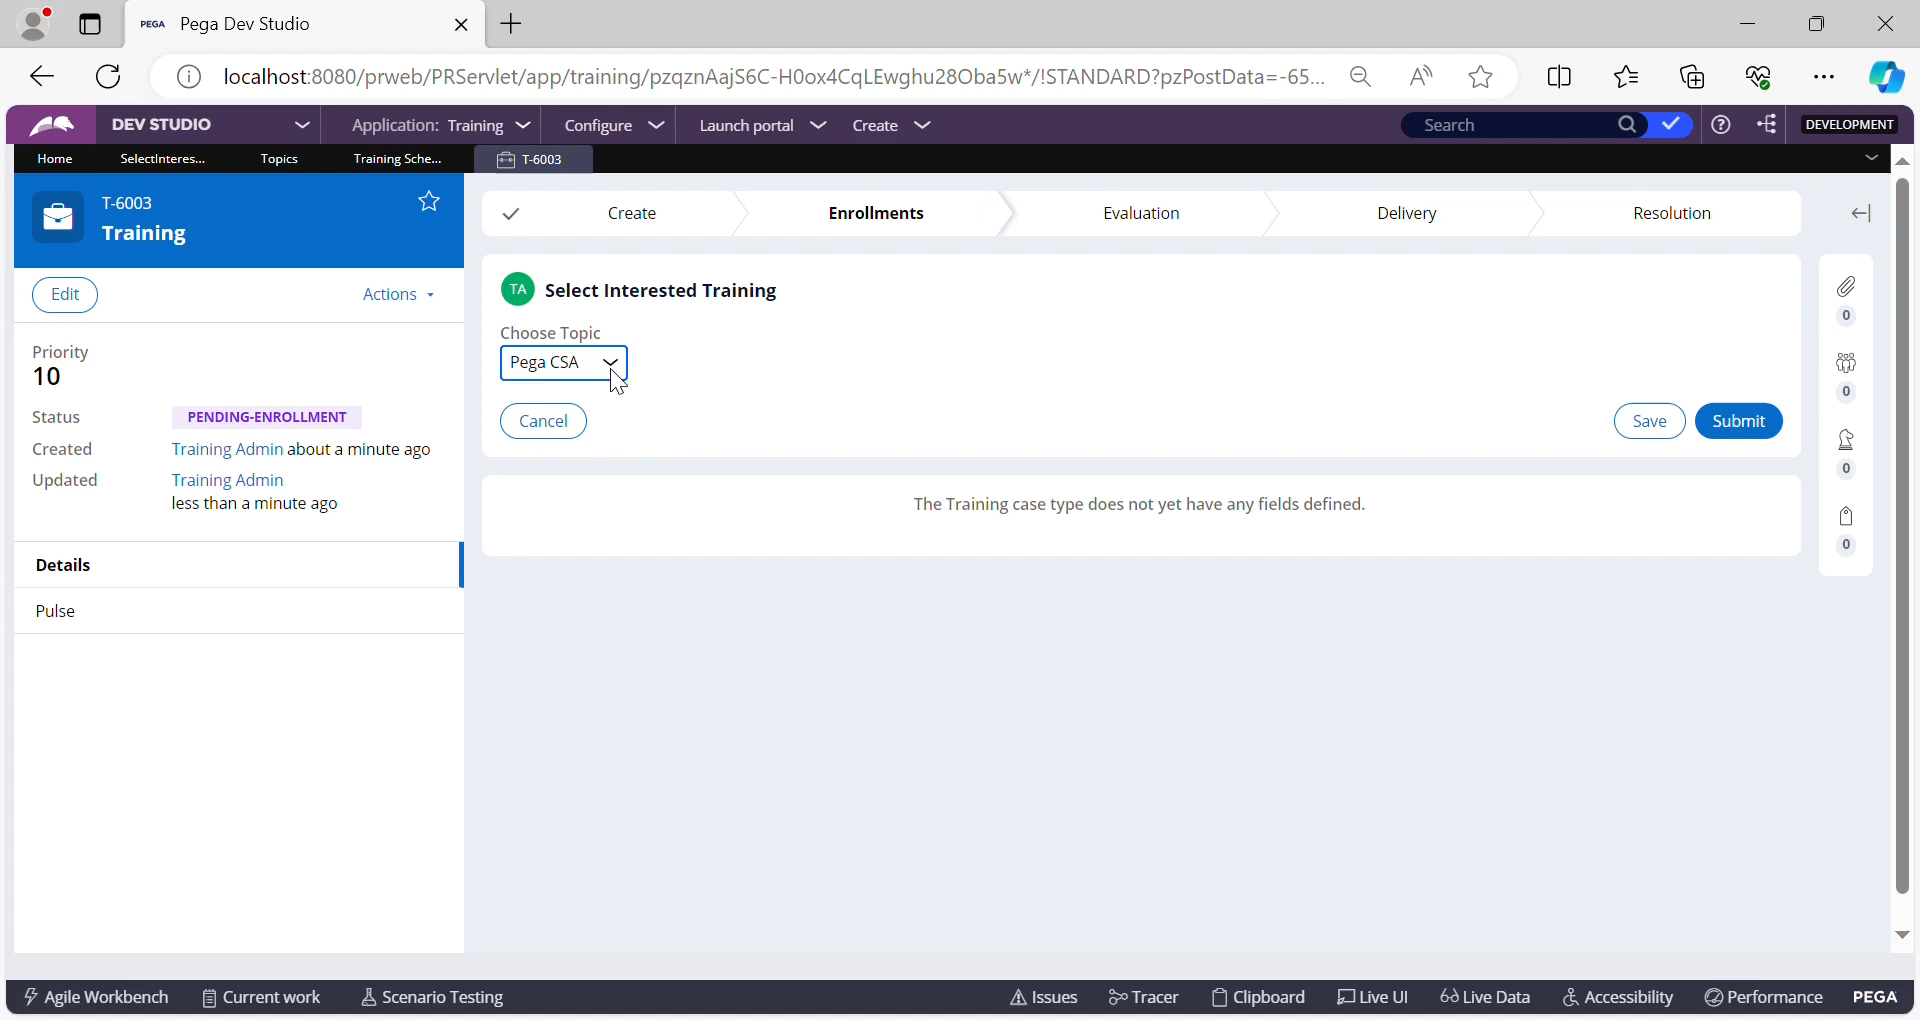 PEGA Pega Dev Studio
localhost:8080/prweb/PRServlet/app/training/pzqznAajS6C-H0ox4CqLEwghu28Oba5w*/!STANDARD?pzPostData=-65...
DEV STUDIO Application: Training Configure Launch portal Create Search DEVELOPMENT
Home SelectInteres... Topics Training Sche... T-6003
T-6003
Training
Create Enrollments Evaluation Delivery Resolution
Edit Actions
TA Select Interested Training
Choose Topic
Pega CSA
Cancel Save Submit
Priority
10
Status PENDING-ENROLLMENT
Created Training Admin about a minute ago
Updated Training Admin
less than a minute ago
The Training case type does not yet have any fields defined.
0
0
0
0
Details
Pulse
Agile Workbench Current work Scenario Testing Issues Tracer Clipboard Live UI Live Data Accessibility Performance PEGA